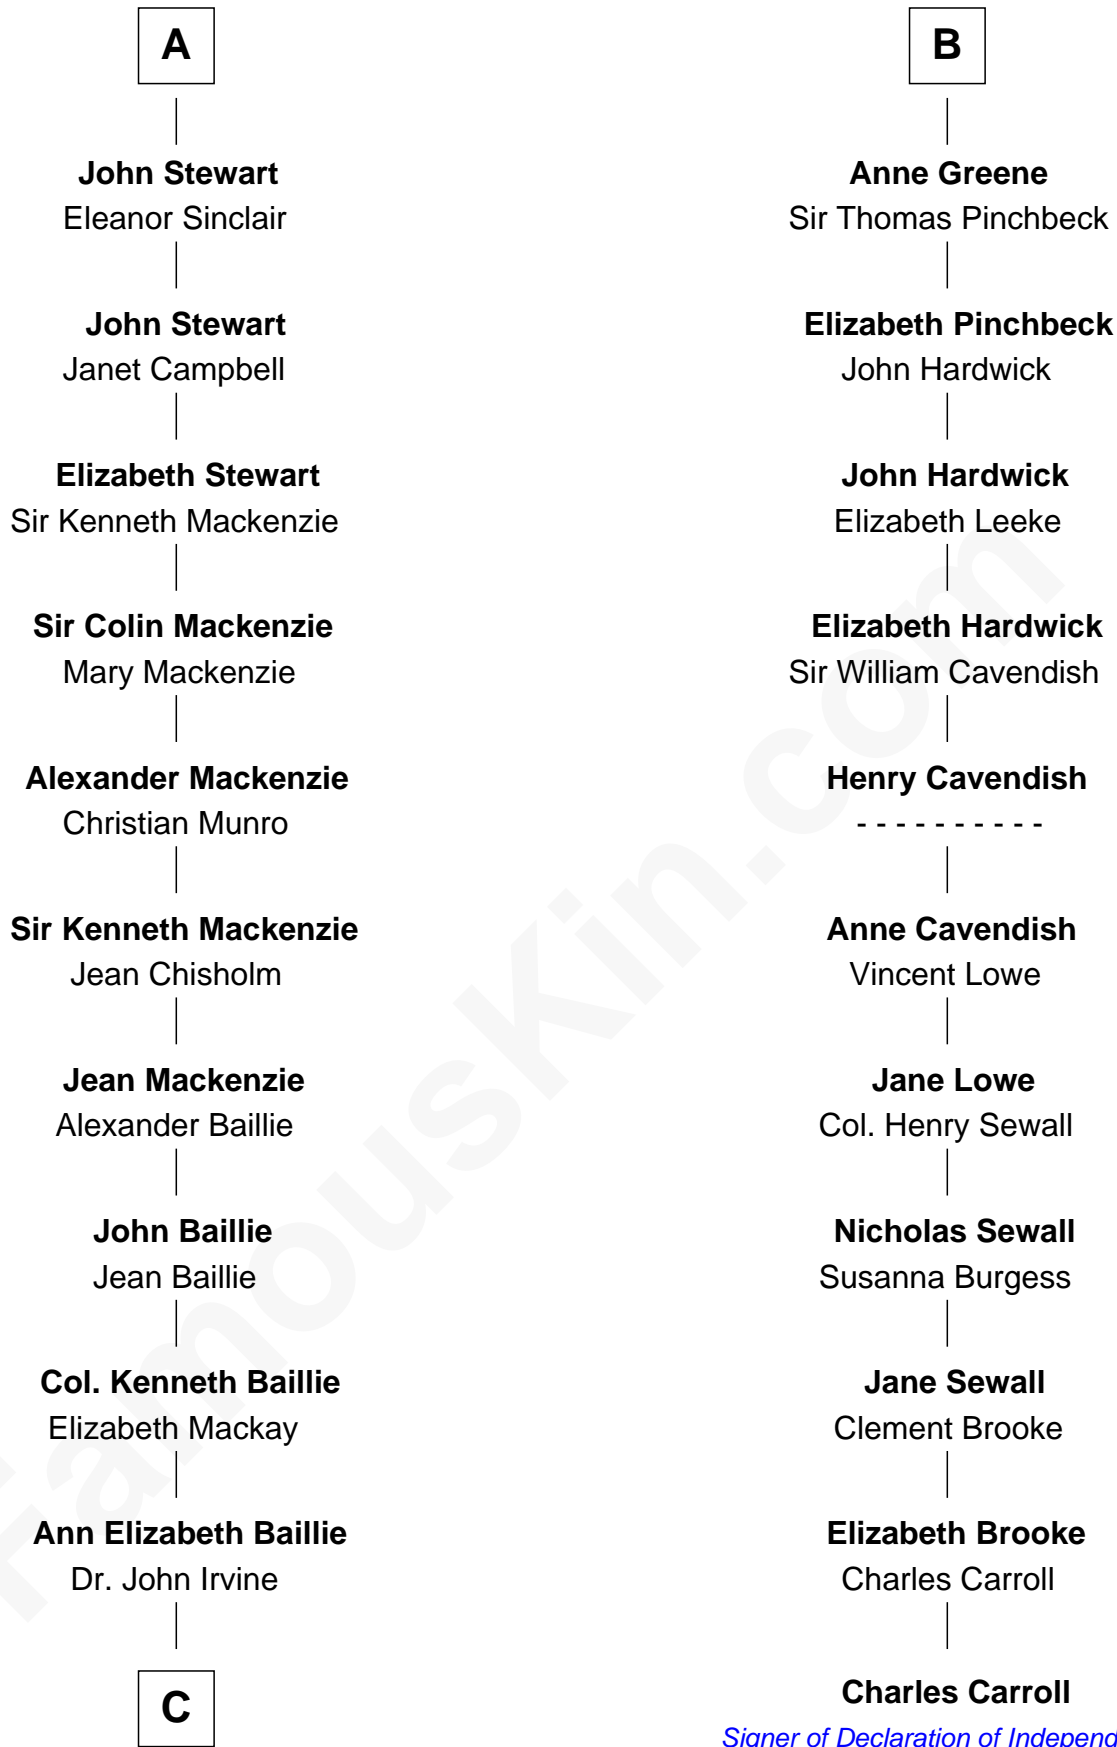 A
John Stewart
Eleanor Sinclair
John Stewart
Janet Campbell
Elizabeth Stewart
Sir Kenneth Mackenzie
Sir Colin Mackenzie
Mary Mackenzie
Alexander Mackenzie
Christian Munro
Sir Kenneth Mackenzie
Jean Chisholm
Jean Mackenzie
Alexander Baillie
John Baillie
Jean Baillie
Col. Kenneth Baillie
Elizabeth Mackay
Ann Elizabeth Baillie
Dr. John Irvine
C
B
Anne Greene
Sir Thomas Pinchbeck
Elizabeth Pinchbeck
John Hardwick
John Hardwick
Elizabeth Leeke
Elizabeth Hardwick
Sir William Cavendish
Henry Cavendish
- - - - - - - - - -
Anne Cavendish
Vincent Lowe
Jane Lowe
Col. Henry Sewall
Nicholas Sewall
Susanna Burgess
Jane Sewall
Clement Brooke
Elizabeth Brooke
Charles Carroll
Charles Carroll
Signer of Declaration of Independ
FamousKin.com